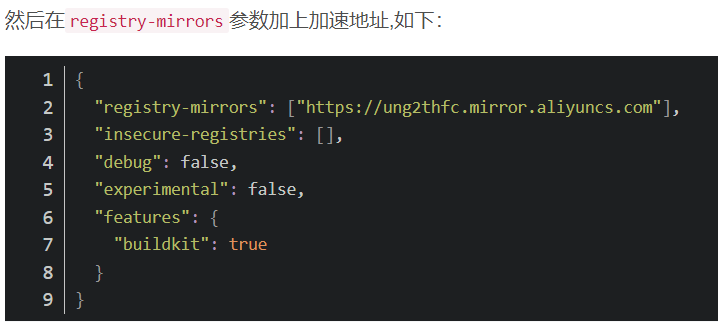 然后在 registry-mirrors 参数加上加速地址,如下：
1 {
2   "registry-mirrors": ["https://ung2thfc.mirror.aliyuncs.com"],
3   "insecure-registries": [],
4   "debug": false,
5   "experimental": false,
6   "features": {
7     "buildkit": true
8   }
9 }